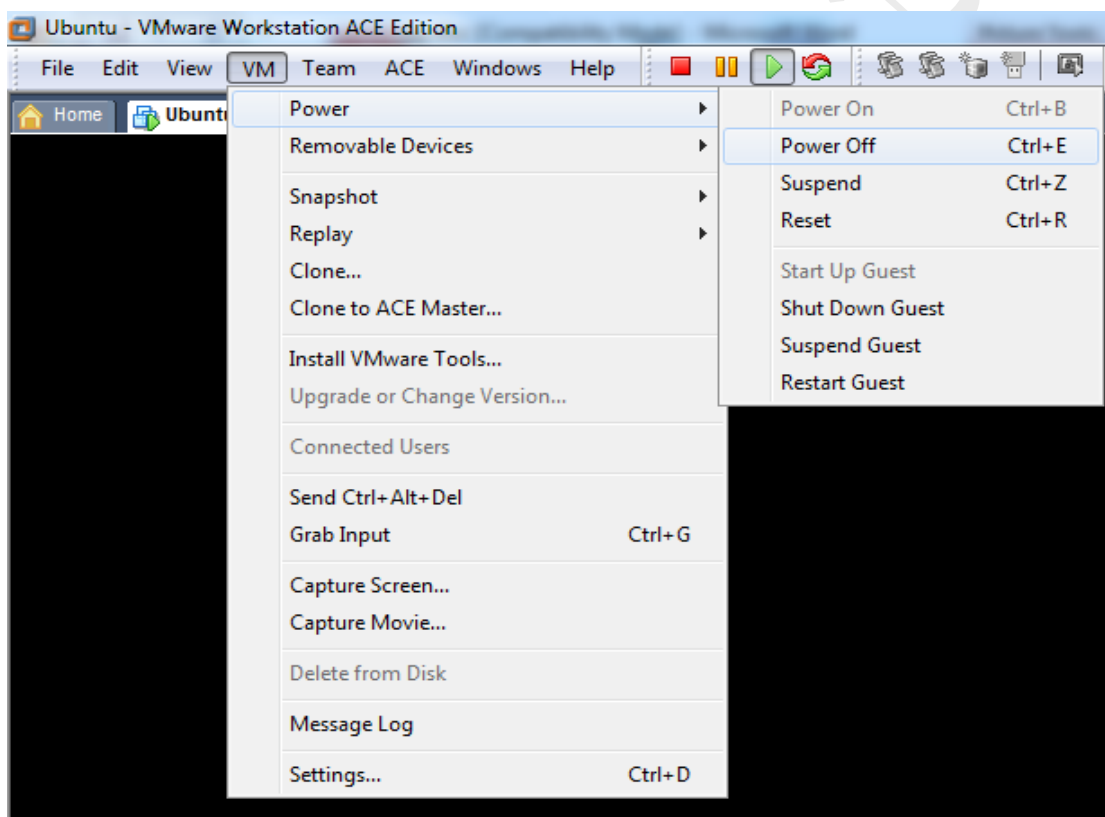 Ubuntu - VMware Workstation ACE Edition
File Edit View VM Team ACE Windows Help
Home Ubunt
Power
Removable Devices
Snapshot
Replay
Clone...
Clone to ACE Master...
Install VMware Tools...
Upgrade or Change Version...
Connected Users
Send Ctrl+Alt+Del
Grab Input Ctrl+G
Capture Screen...
Capture Movie...
Delete from Disk
Message Log
Settings... Ctrl+D
Power On Ctrl+B
Power Off Ctrl+E
Suspend Ctrl+Z
Reset Ctrl+R
Start Up Guest
Shut Down Guest
Suspend Guest
Restart Guest